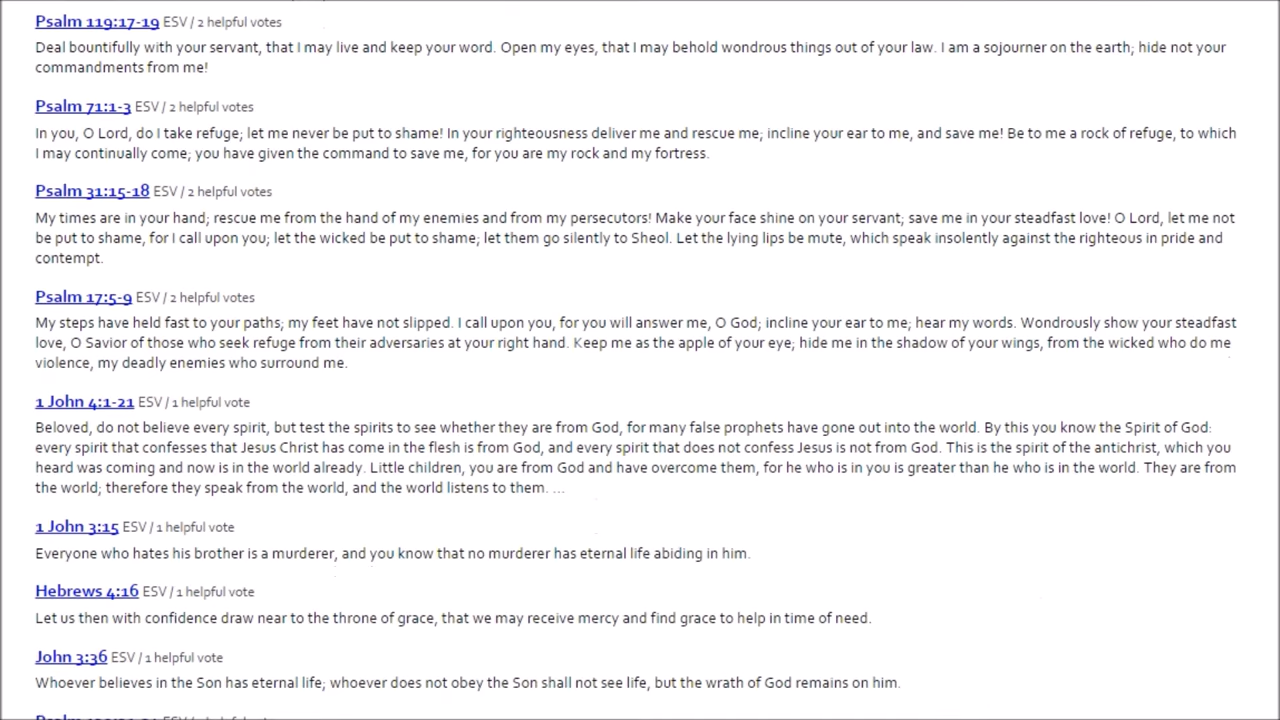 Psalm 119:17-19 ESV / 2 helpful votes
Deal bountifully with your servant, that I may live and keep your word. Open my eyes, that I may behold wondrous things out of your law. I am a sojourner on the earth; hide not your
commandments from me!
Psalm 71:1-3 ESV / 2 helpful votes
In you, O Lord, do I take refuge; let me never be put to shame! In your righteousness deliver me and rescue me; incline your ear to me, and save me! Be to me a rock of refuge, to which
I may continually come; you have given the command to save me, for you are my rock and my fortress.
Psalm 31:15-18 ESV / 2 helpful votes
My times are in your hand; rescue me from the hand of my enemies and from my persecutors! Make your face shine on your servant; save me in your steadfast love! O Lord, let me not
be put to shame, for I call upon you; let the wicked be put to shame; let them go silently to Sheol. Let the lying lips be mute, which speak insolently against the righteous in pride and
contempt.
Psalm 17:5-9 ESV / 2 helpful votes
My steps have held fast to your paths; my feet have not slipped. I call upon you, for you will answer me, O God; incline your ear to me; hear my words. Wondrously show your steadfast
love, O Savior of those who seek refuge from their adversaries at your right hand. Keep me as the apple of your eye; hide me in the shadow of your wings, from the wicked who do me
violence, my deadly enemies who surround me.
1 John 4:1-21 ESV / 1 helpful vote
Beloved, do not believe every spirit, but test the spirits to see whether they are from God, for many false prophets have gone out into the world. By this you know the Spirit of God:
every spirit that confesses that Jesus Christ has come in the flesh is from God, and every spirit that does not confess Jesus is not from God. This is the spirit of the antichrist, which you
heard was coming and now is in the world already. Little children, you are from God and have overcome them, for he who is in you is greater than he who is in the world. They are from
the world; therefore they speak from the world, and the world listens to them. ...
1 John 3:15 ESV / 1 helpful vote
Everyone who hates his brother is a murderer, and you know that no murderer has eternal life abiding in him.
Hebrews 4:16 ESV / 1 helpful vote
Let us then with confidence draw near to the throne of grace, that we may receive mercy and find grace to help in time of need.
John 3:36 ESV / 1 helpful vote
Whoever believes in the Son has eternal life; whoever does not obey the Son shall not see life, but the wrath of God remains on him.